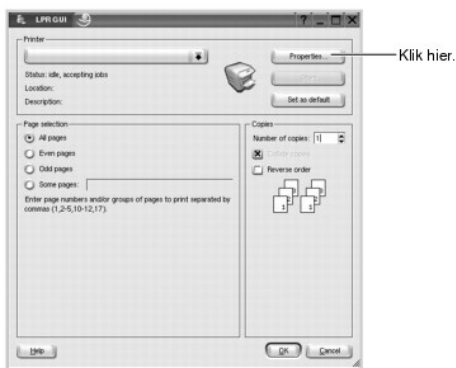 LPR GUI
Printer
Properties...
Klik hier.
Status: idle, accepting jobs
Location:
Description:
Set as default
Page selection
All pages
Even pages
Odd pages
Some pages:
Enter page numbers and/or groups of pages to print separated by
commas (1,2-5,10-12,17).
Copies
Number of copies: 1
Collate copies
Reverse order
Help
OK
Cancel